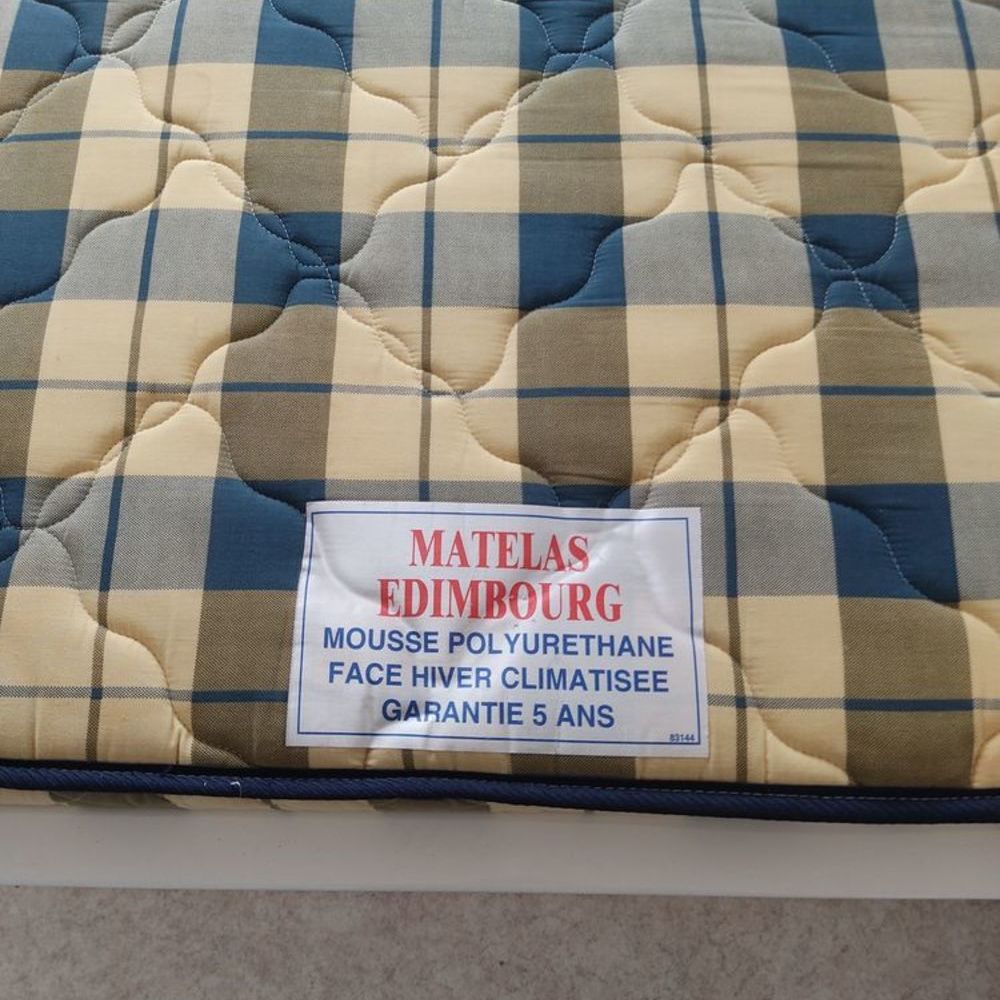 MATELAS
EDIMBOURG
MOUSSE POLYURETHANE
FACE HIVER CLIMATISEE
GARANTIE 5 ANS
83144